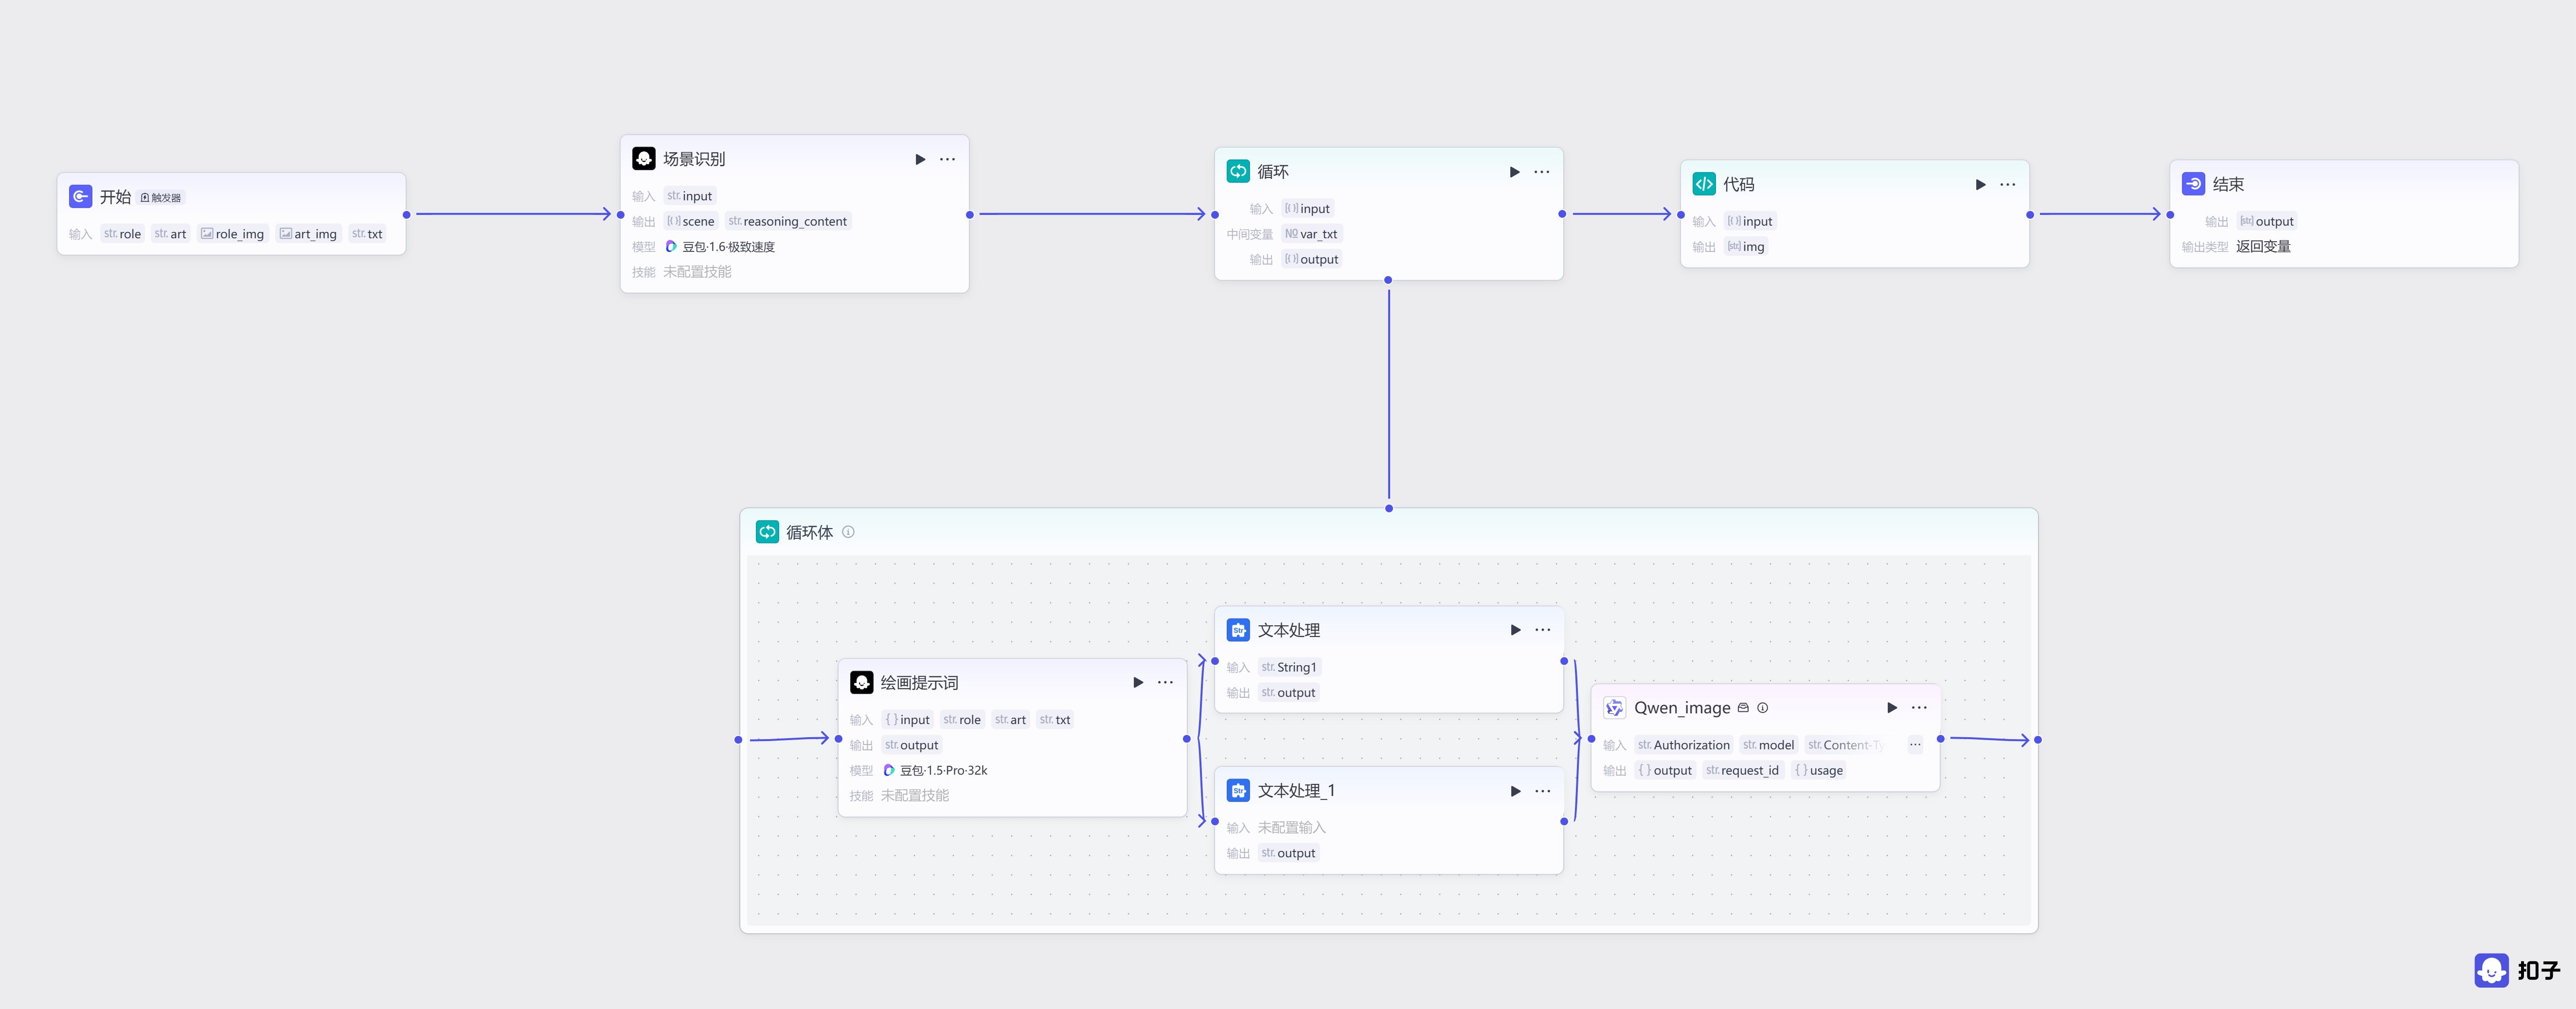 开始 触发器
输入 str. role str. art role_img art_img str. txt
场景识别
输入 str. input
输出 [{}] scene str. reasoning_content
模型 豆包·1.6·极致速度
技能 未配置技能
循环
输入 [{}] input
中间变量 NO var_txt
输出 [{}] output
代码
输入 [{}] input
输出 [str] img
结束
输出 [str] output
输出类型 返回变量
循环体
绘画提示词
输入 { } input str. role str. art str. txt
输出 str. output
模型 豆包·1.5·Pro·32k
技能 未配置技能
Str
文本处理
输入 str. String1
输出 str. output
Str
文本处理_1
输入 未配置输入
输出 str. output
Qwen_image
输入 str. Authorization str. model str. Content-Ty ...
输出 { } output str. request_id { } usage
扣子